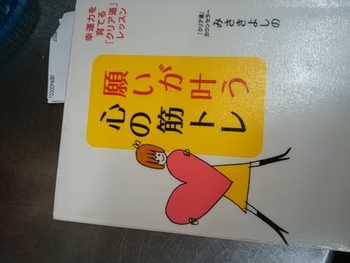 幸運力を
育てる
「クリア道」
レッスン
願いが叶う
心の筋トレ
「クリア道」
カウンセラー
みさきよしの